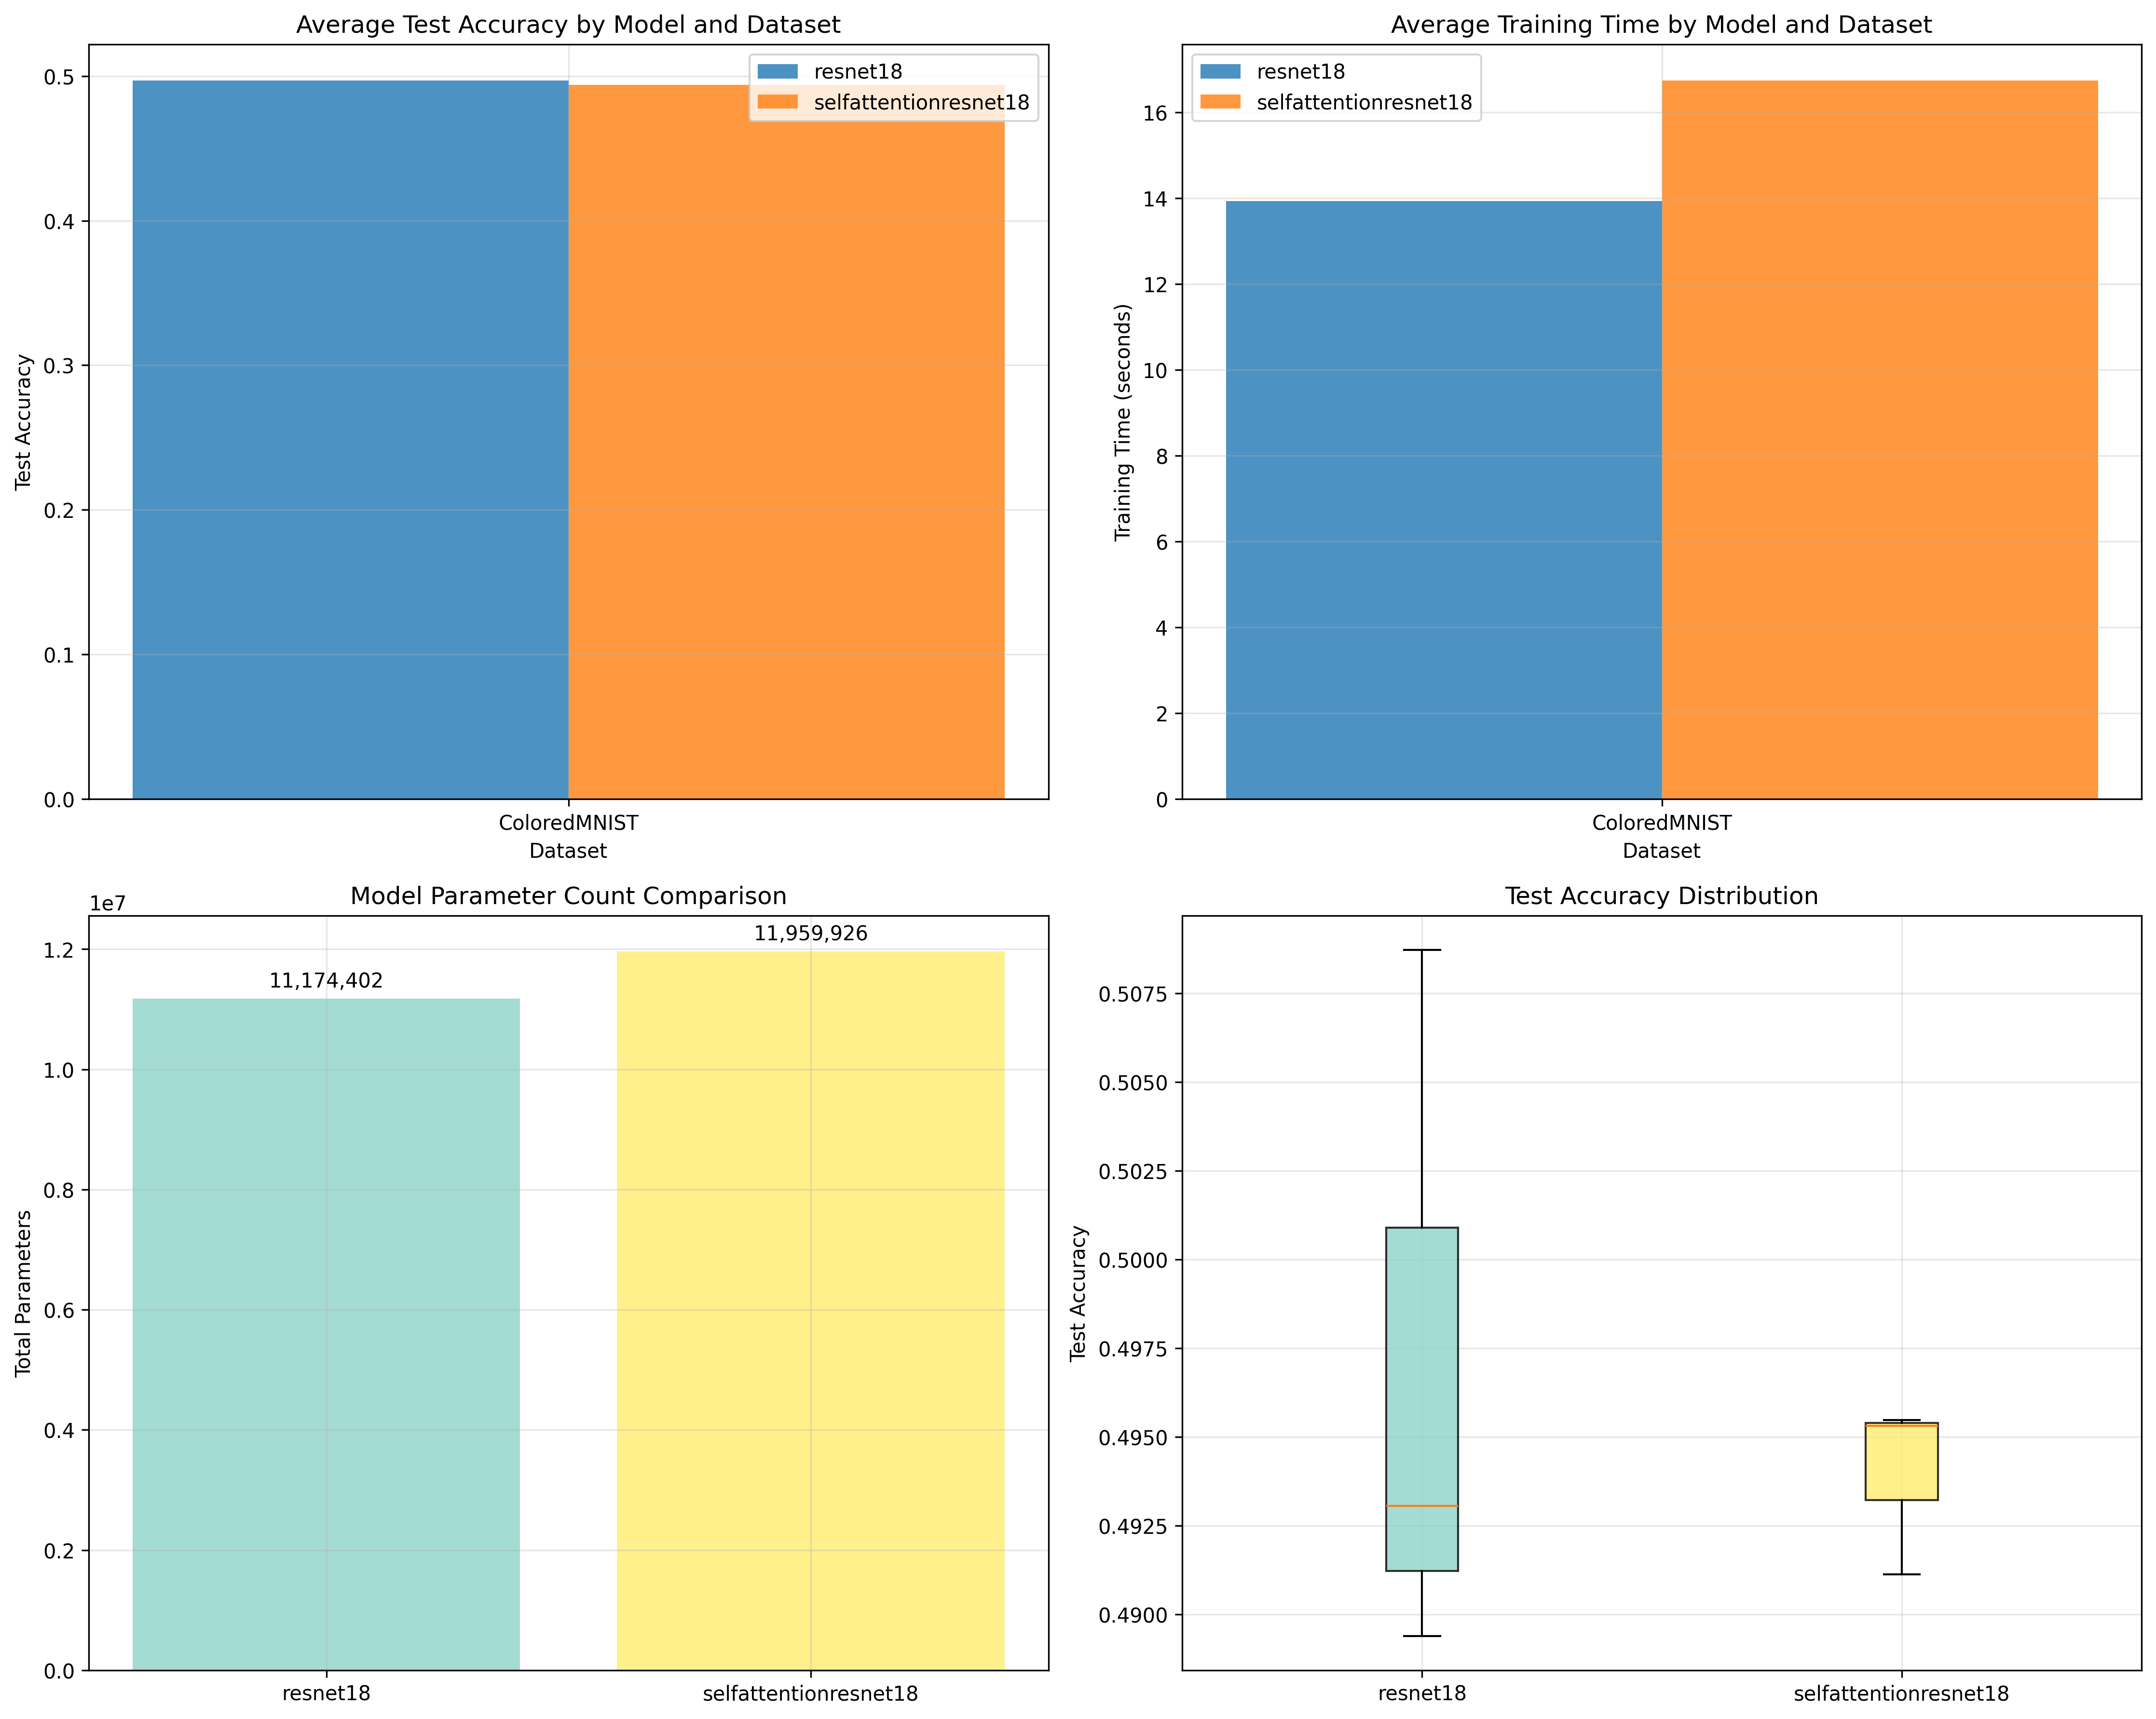 Average Test Accuracy by Model and Dataset
resnet18
selfattentionresnet18
0.5
0.4
0.3
0.2
0.1
0.0
Test Accuracy
ColoredMNIST
Dataset
Average Training Time by Model and Dataset
resnet18
selfattentionresnet18
16
14
12
10
8
6
4
2
0
Training Time (seconds)
ColoredMNIST
Dataset
Model Parameter Count Comparison
1e7
1.2
1.0
0.8
0.6
0.4
0.2
0.0
Total Parameters
11,174,402
11,959,926
resnet18
selfattentionresnet18
Test Accuracy Distribution
0.5075
0.5050
0.5025
0.5000
0.4975
0.4950
0.4925
0.4900
Test Accuracy
resnet18
selfattentionresnet18